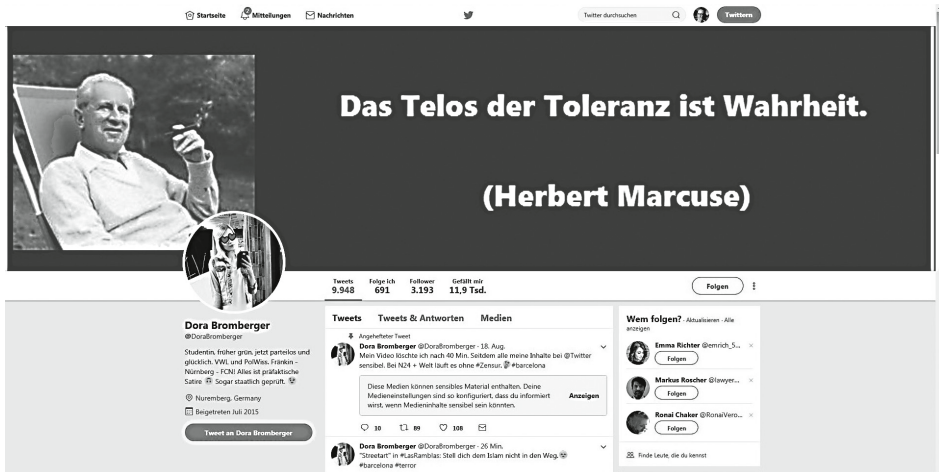 Startseite 2 Mitteilungen Nachrichten Twitter durchsuchen Twittern
Das Telos der Toleranz ist Wahrheit.
(Herbert Marcuse)
Tweets Folge ich Follower Gefällt mir
9.948 691 3.193 11,9 Tsd. Folgen
Dora Bromberger
@DoraBromberger
Studentin, früher grün, jetzt parteilos und
glücklich. VWL und PolWiss. Fränkin -
Nürnberg - FCN! Alles ist präfaktische
Satire Sogar staatlich geprüft.
Nuremberg, Germany
Beigetreten Juli 2015
Tweet an Dora Bromberger
Tweets Tweets & Antworten Medien
Angehefteter Tweet
Dora Bromberger @DoraBromberger · 18. Aug.
Mein Video löschte ich nach 40 Min. Seitdem alle meine Inhalte bei @Twitter
sensibel. Bei N24 + Welt läuft es ohne #Zensur. #barcelona
Diese Medien können sensibles Material enthalten. Deine
Medieneinstellungen sind so konfiguriert, dass du informiert
wirst, wenn Medieninhalte sensibel sein könnten.
Anzeigen
10 89 108
Dora Bromberger @DoraBromberger · 26 Min.
"Streetart" in #LasRamblas: Stell dich dem Islam nicht in den Weg.
#barcelona #terror
Wem folgen? · Aktualisieren · Alle
anzeigen
Emma Richter @emrich_5...
Folgen
Markus Roscher @lawyer...
Folgen
Ronai Chaker @RonaiVero...
Folgen
Finde Leute, die du kennst